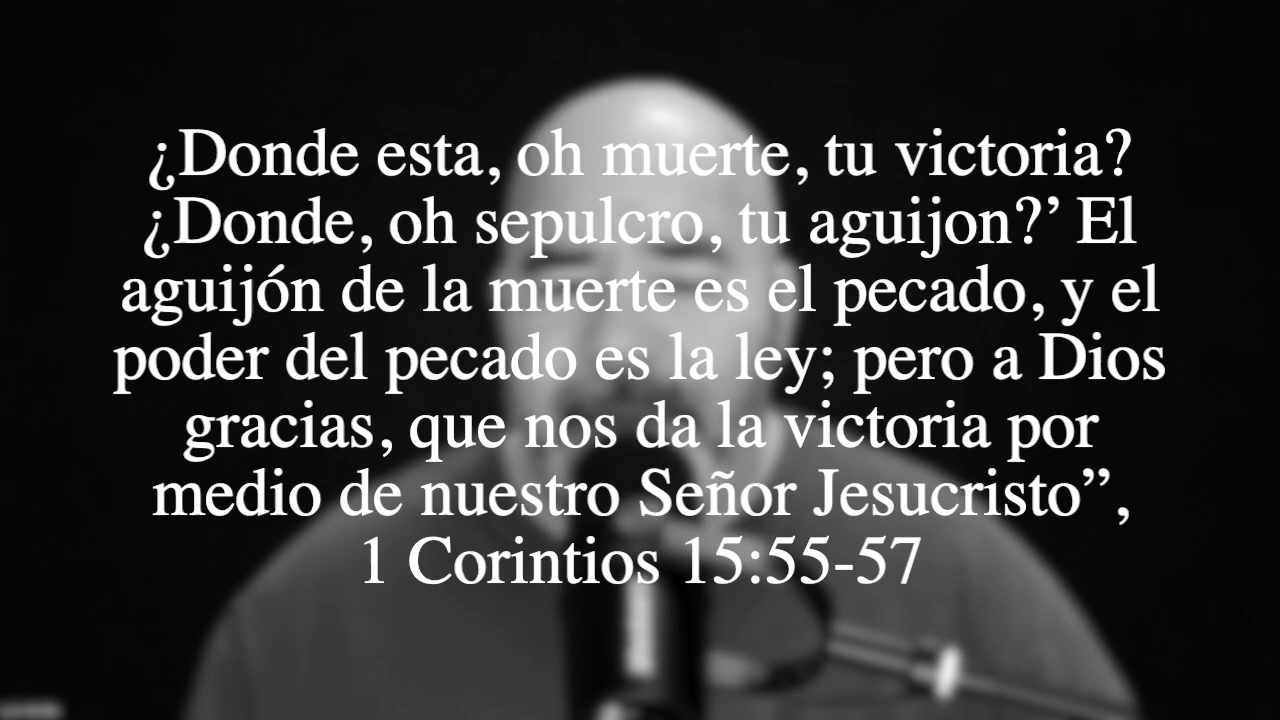 ¿Donde esta, oh muerte, tu victoria?
¿Donde, oh sepulcro, tu aguijon?’ El
aguijón de la muerte es el pecado, y el
poder del pecado es la ley; pero a Dios
gracias, que nos da la victoria por
medio de nuestro Señor Jesucristo”,
1 Corintios 15:55-57